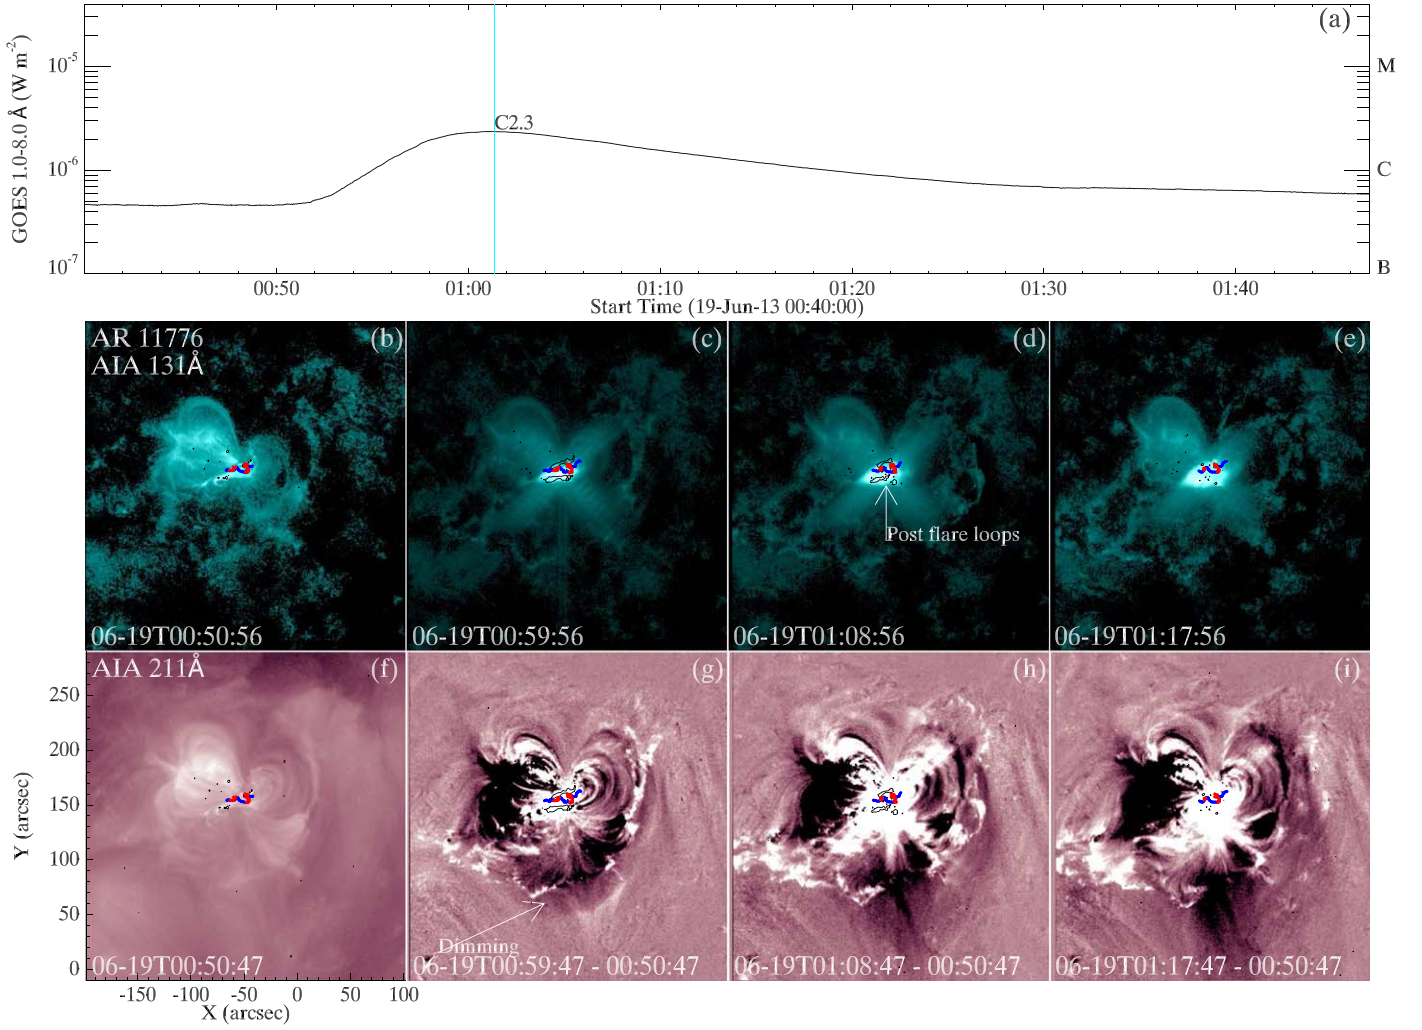 (a)
GOES 1.0-8.0 Å (W m-2)
10-5
10-6
10-7
M
C
B
C2.3
00:50 01:00 01:10 01:20 01:30 01:40
Start Time (19-Jun-13 00:40:00)
AR 11776 (b) (c) (d) (e)
AIA 131Å
Post flare loops
06-19T00:50:56 06-19T00:59:56 06-19T01:08:56 06-19T01:17:56
AIA 211Å (f) (g) (h) (i)
Y (arcsec)
250
200
150
100
50
0
Dimming
06-19T00:50:47 06-19T00:59:47 - 00:50:47 06-19T01:08:47 - 00:50:47 06-19T01:17:47 - 00:50:47
-150 -100 -50 0 50 100
X (arcsec)